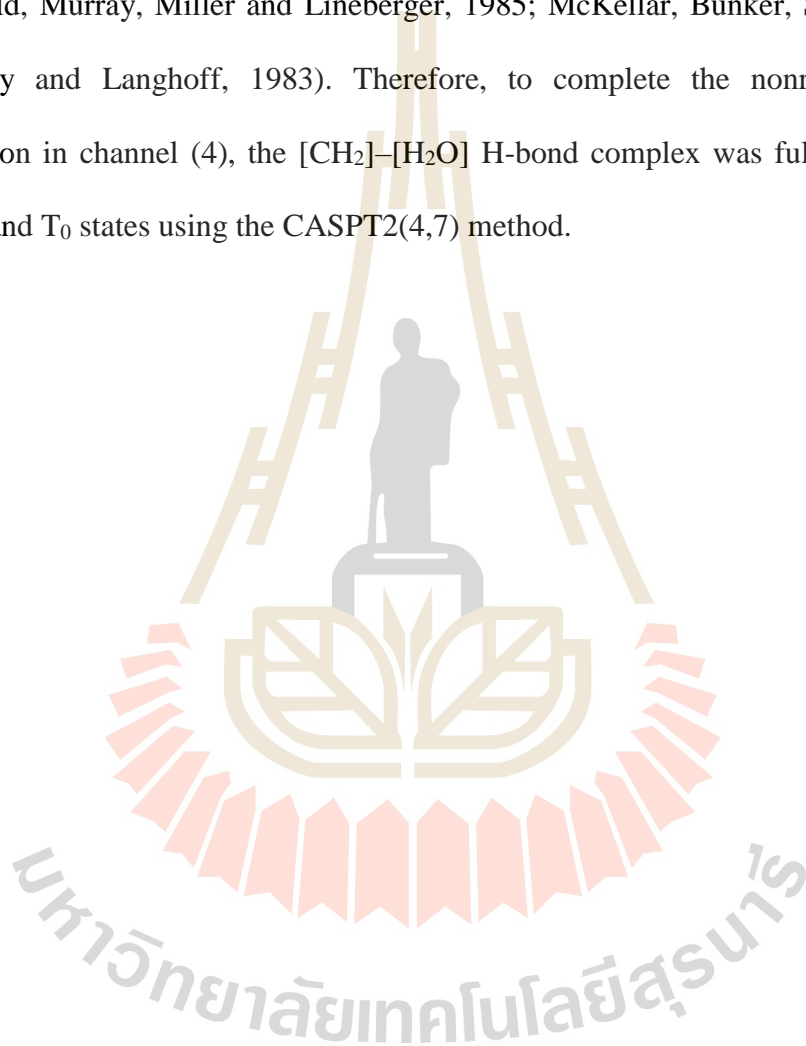 ld, Murray, Miller and Lineberger, 1985; McKellar, Bunker, S
y and Langhoff, 1983). Therefore, to complete the nonr
on in channel (4), the [CH₂]–[H₂O] H-bond complex was ful
nd T₀ states using the CASPT2(4,7) method.
มหาวิทยาลัยเทคโนโลยีสุรนารี